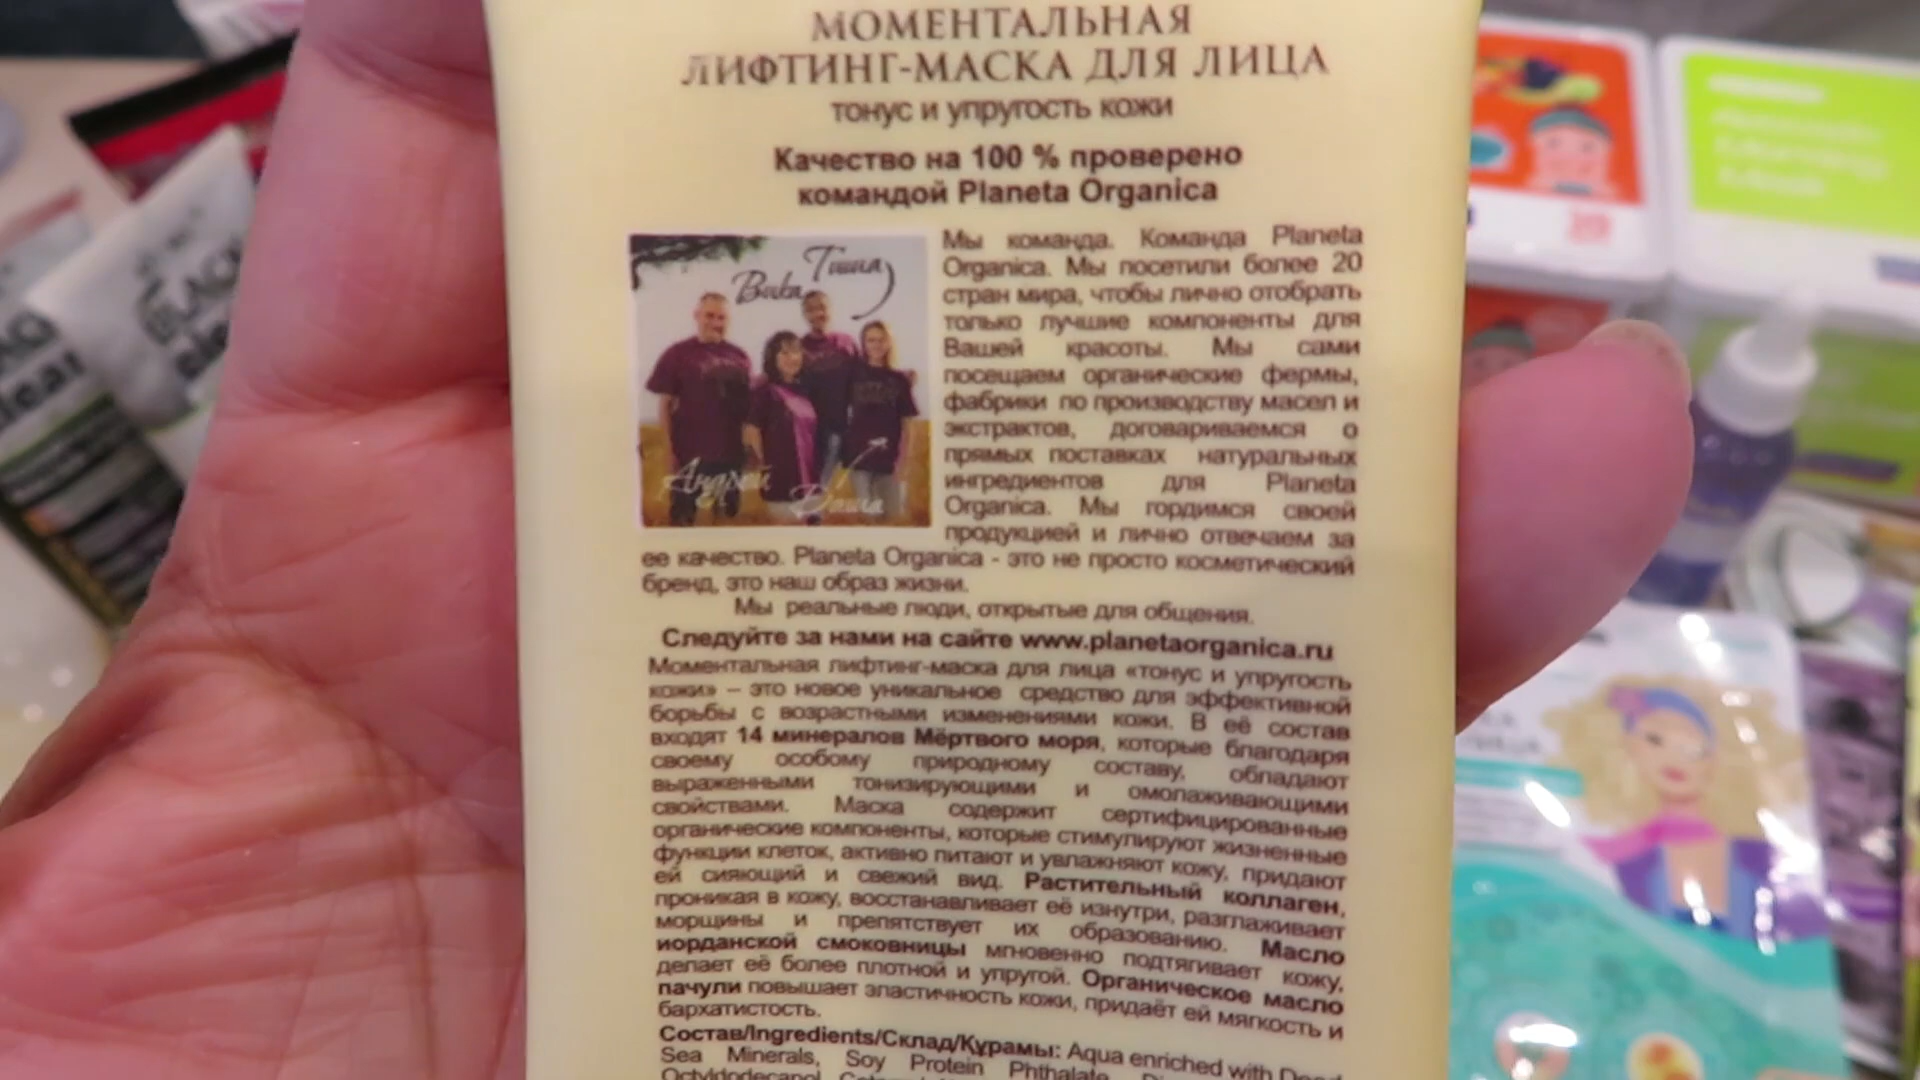 МОМЕНТАЛЬНАЯ
ЛИФТИНГ-МАСКА ДЛЯ ЛИЦА
тонус и упругость кожи
Качество на 100 % проверено
командой Planeta Organica
Тиша
Вика
Андрей
Даша
Мы команда. Команда Planeta
Organica. Мы посетили более 20
стран мира, чтобы лично отобрать
только лучшие компоненты для
Вашей красоты. Мы сами
посещаем органические фермы,
фабрики по производству масел и
экстрактов, договариваемся о
прямых поставках натуральных
ингредиентов для Planeta
Organica. Мы гордимся своей
продукцией и лично отвечаем за
ее качество. Planeta Organica - это не просто косметический
бренд, это наш образ жизни.
Мы реальные люди, открытые для общения.
Следуйте за нами на сайте www.planetaorganica.ru
Моментальная лифтинг-маска для лица «тонус и упругость
кожи» – это новое уникальное средство для эффективной
борьбы с возрастными изменениями кожи. В её состав
входят 14 минералов Мёртвого моря, которые благодаря
своему особому природному составу, обладают
выраженными тонизирующими и омолаживающими
свойствами. Маска содержит сертифицированные
органические компоненты, которые стимулируют жизненные
функции клеток, активно питают и увлажняют кожу, придают
ей сияющий и свежий вид. Растительный коллаген,
проникая в кожу, восстанавливает её изнутри, разглаживает
морщины и препятствует их образованию. Масло
иорданской смоковницы мгновенно подтягивает кожу,
делает её более плотной и упругой. Органическое масло
пачули повышает эластичность кожи, придаёт ей мягкость и
бархатистость.
Состав/Ingredients/Склад/Құрамы: Aqua enriched with Dead
Sea Minerals, Soy Protein Phthalate,
Octyldodecanol
BLACK
clear